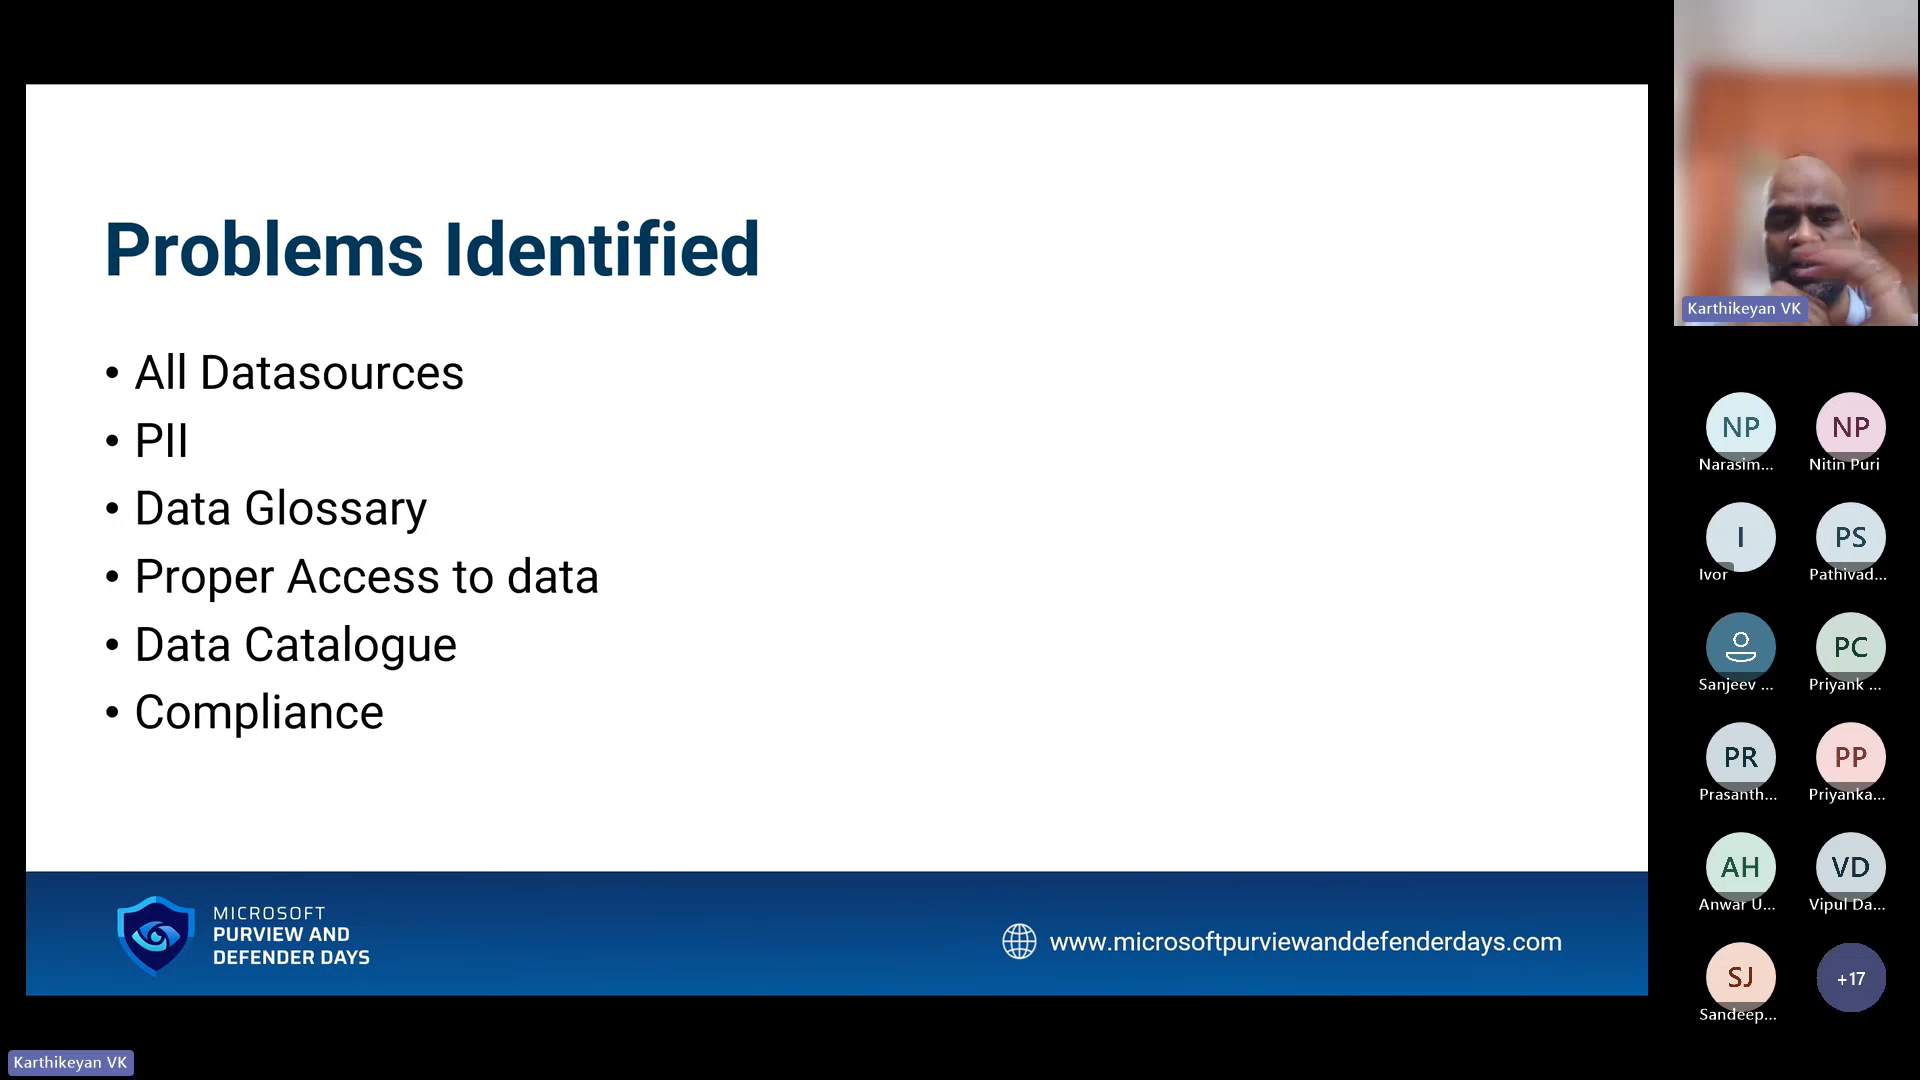 Problems Identified
• All Datasources
• PII
• Data Glossary
• Proper Access to data
• Data Catalogue
• Compliance
MICROSOFT
PURVIEW AND
DEFENDER DAYS
www.microsoftpurviewanddefenderdays.com
Karthikeyan VK
NP
Narasim...
NP
Nitin Puri
I
Ivor
PS
Pathivad...
Sanjeev ...
PC
Priyank ...
PR
Prasanth...
PP
Priyanka...
AH
Anwar U...
VD
Vipul Da...
SJ
Sandeep...
+17
Karthikeyan VK